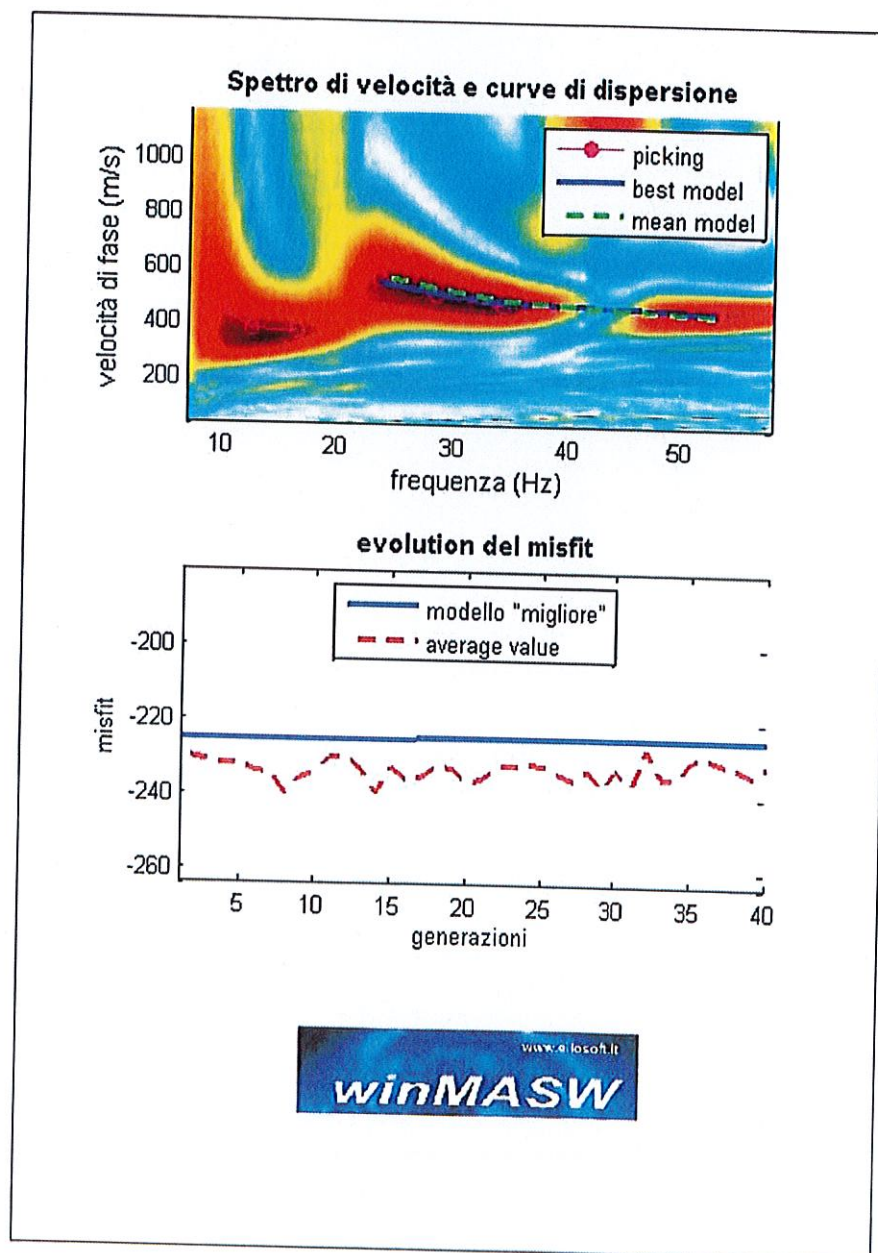 Spettro di velocità e curve di dispersione
velocità di fase (m/s)
1000
800
600
400
200
picking
best model
mean model
10 20 30 40 50
frequenza (Hz)
evolution del misfit
misfit
-200
-220
-240
-260
modello "migliore"
average value
5 10 15 20 25 30 35 40
generazioni
winMASW